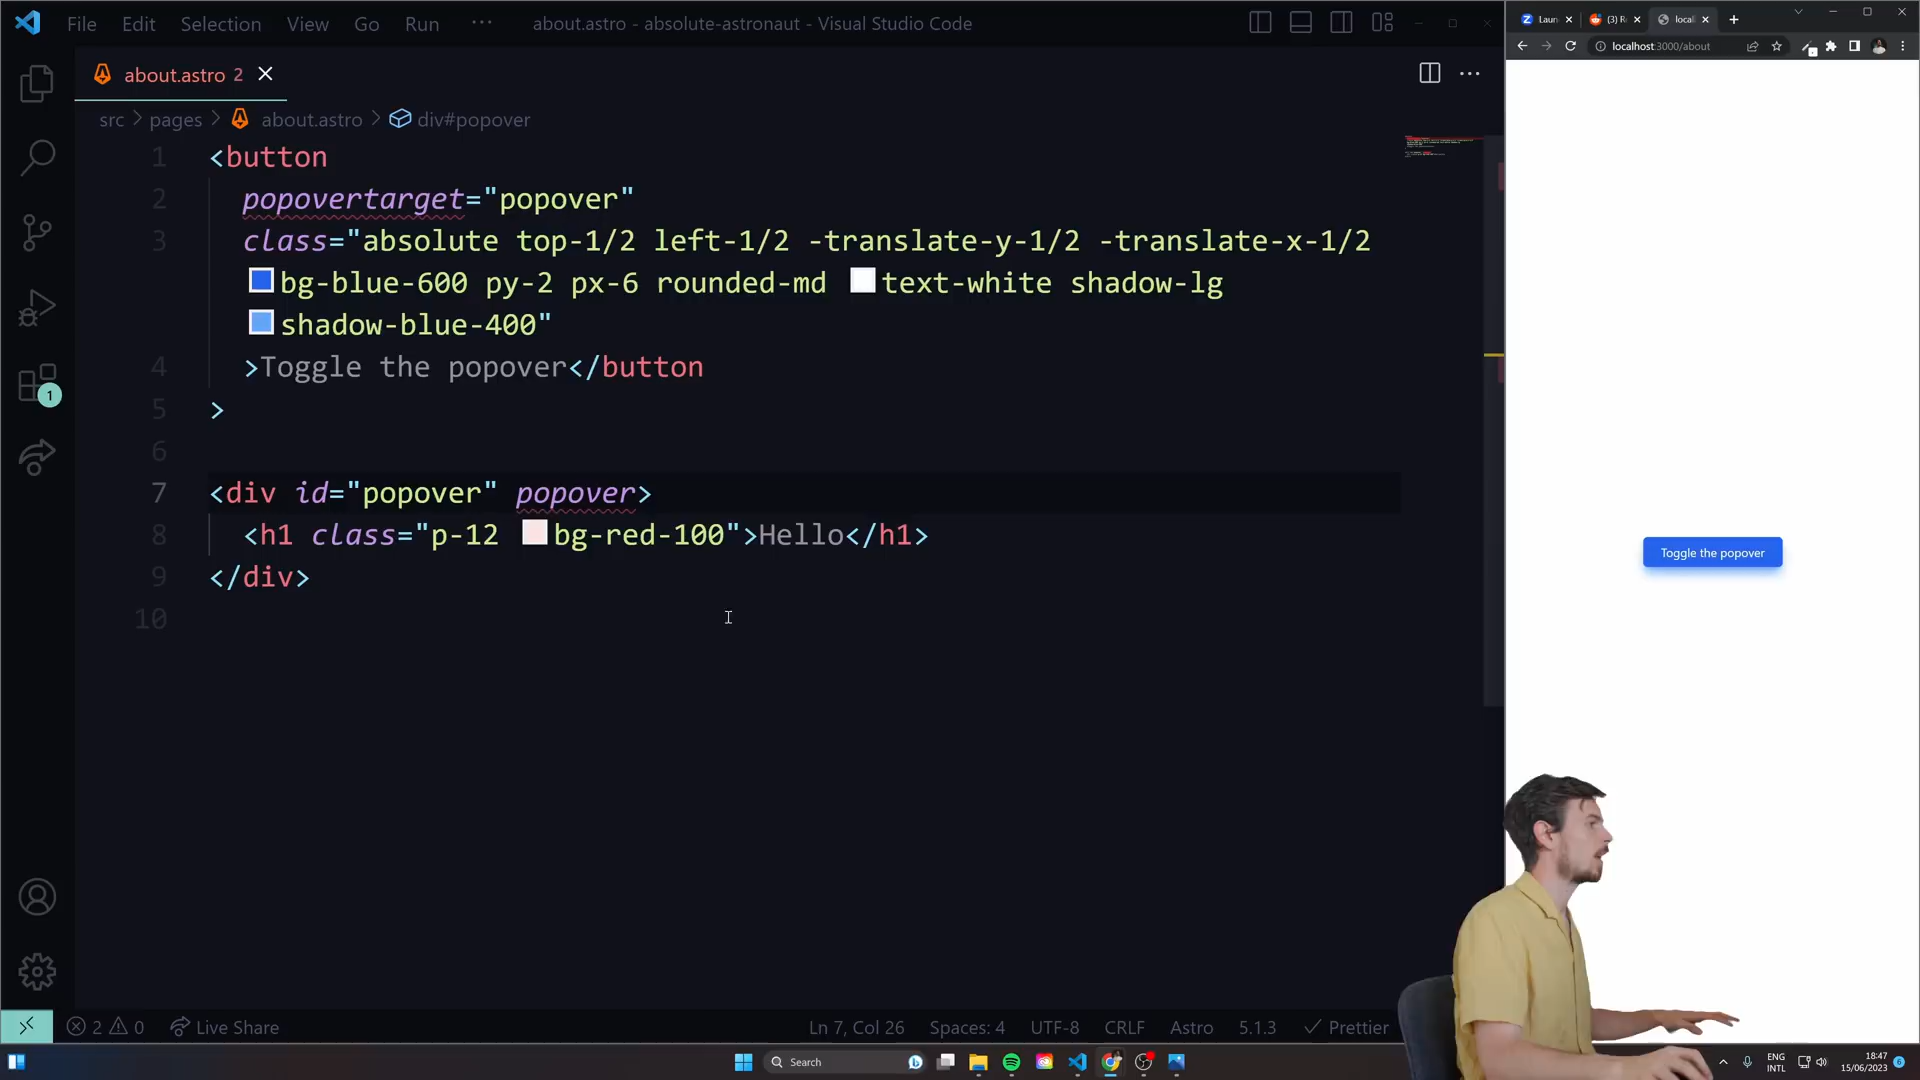 File Edit Selection View Go Run ··· about.astro - absolute-astronaut - Visual Studio Code
about.astro 2
src > pages > about.astro > div#popover
1 <button
2 popovertarget="popover"
3 class="absolute top-1/2 left-1/2 -translate-y-1/2 -translate-x-1/2
bg-blue-600 py-2 px-6 rounded-md text-white shadow-lg
shadow-blue-400"
4 >Toggle the popover</button
5 >
6
7 <div id="popover" popover>
8 <h1 class="p-12 bg-red-100">Hello</h1>
9 </div>
10
1
2 0 Live Share Ln 7, Col 26 Spaces: 4 UTF-8 CRLF Astro 5.1.3 Prettier
Laun (3) R local
localhost:3000/about
Toggle the popover
Search
ENG
INTL
18:47
15/06/2023
6